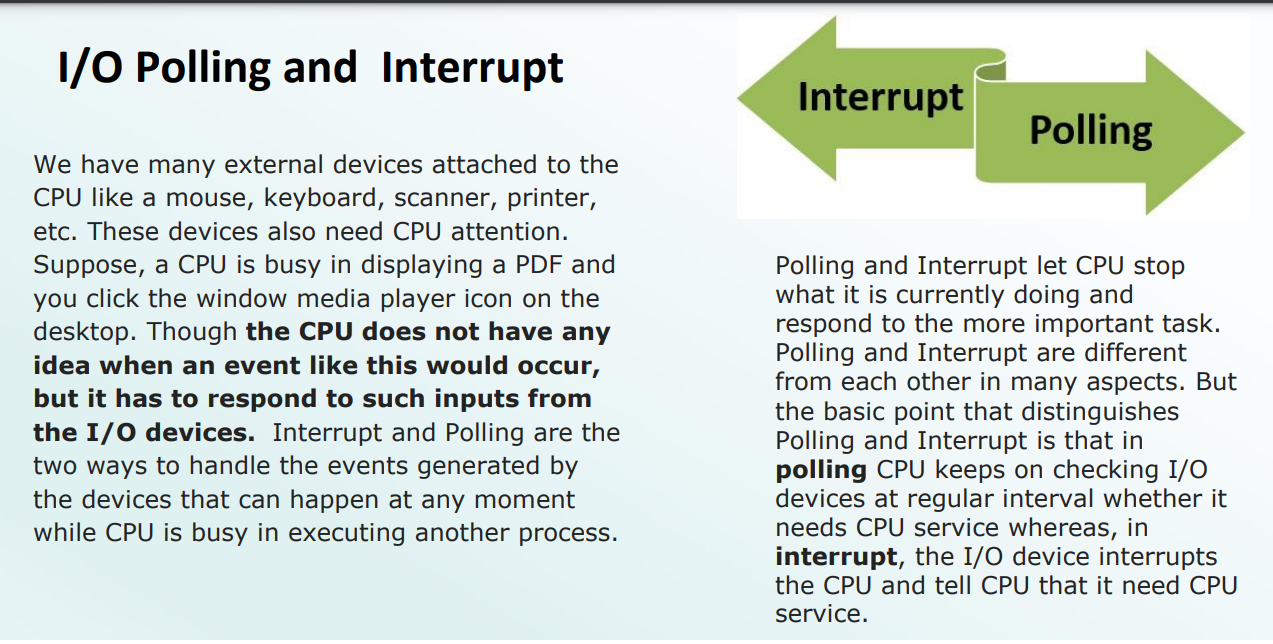 I/O Polling and Interrupt
We have many external devices attached to the
CPU like a mouse, keyboard, scanner, printer,
etc. These devices also need CPU attention.
Suppose, a CPU is busy in displaying a PDF and
you click the window media player icon on the
desktop. Though the CPU does not have any
idea when an event like this would occur,
but it has to respond to such inputs from
the I/O devices. Interrupt and Polling are the
two ways to handle the events generated by
the devices that can happen at any moment
while CPU is busy in executing another process.
Interrupt
Polling
Polling and Interrupt let CPU stop
what it is currently doing and
respond to the more important task.
Polling and Interrupt are different
from each other in many aspects. But
the basic point that distinguishes
Polling and Interrupt is that in
polling CPU keeps on checking I/O
devices at regular interval whether it
needs CPU service whereas, in
interrupt, the I/O device interrupts
the CPU and tell CPU that it need CPU
service.